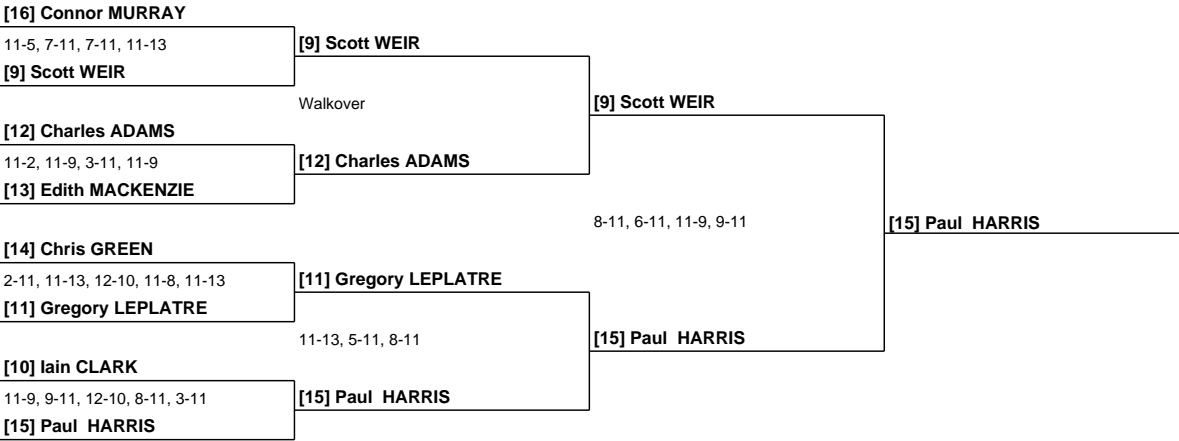 [16] Connor MURRAY
11-5, 7-11, 7-11, 11-13
[9] Scott WEIR
[9] Scott WEIR
Walkover
[9] Scott WEIR
[12] Charles ADAMS
11-2, 11-9, 3-11, 11-9
[12] Charles ADAMS
[13] Edith MACKENZIE
8-11, 6-11, 11-9, 9-11
[15] Paul  HARRIS
[14] Chris GREEN
2-11, 11-13, 12-10, 11-8, 11-13
[11] Gregory LEPLATRE
[11] Gregory LEPLATRE
11-13, 5-11, 8-11
[15] Paul  HARRIS
[10] Iain CLARK
11-9, 9-11, 12-10, 8-11, 3-11
[15] Paul  HARRIS
[15] Paul  HARRIS